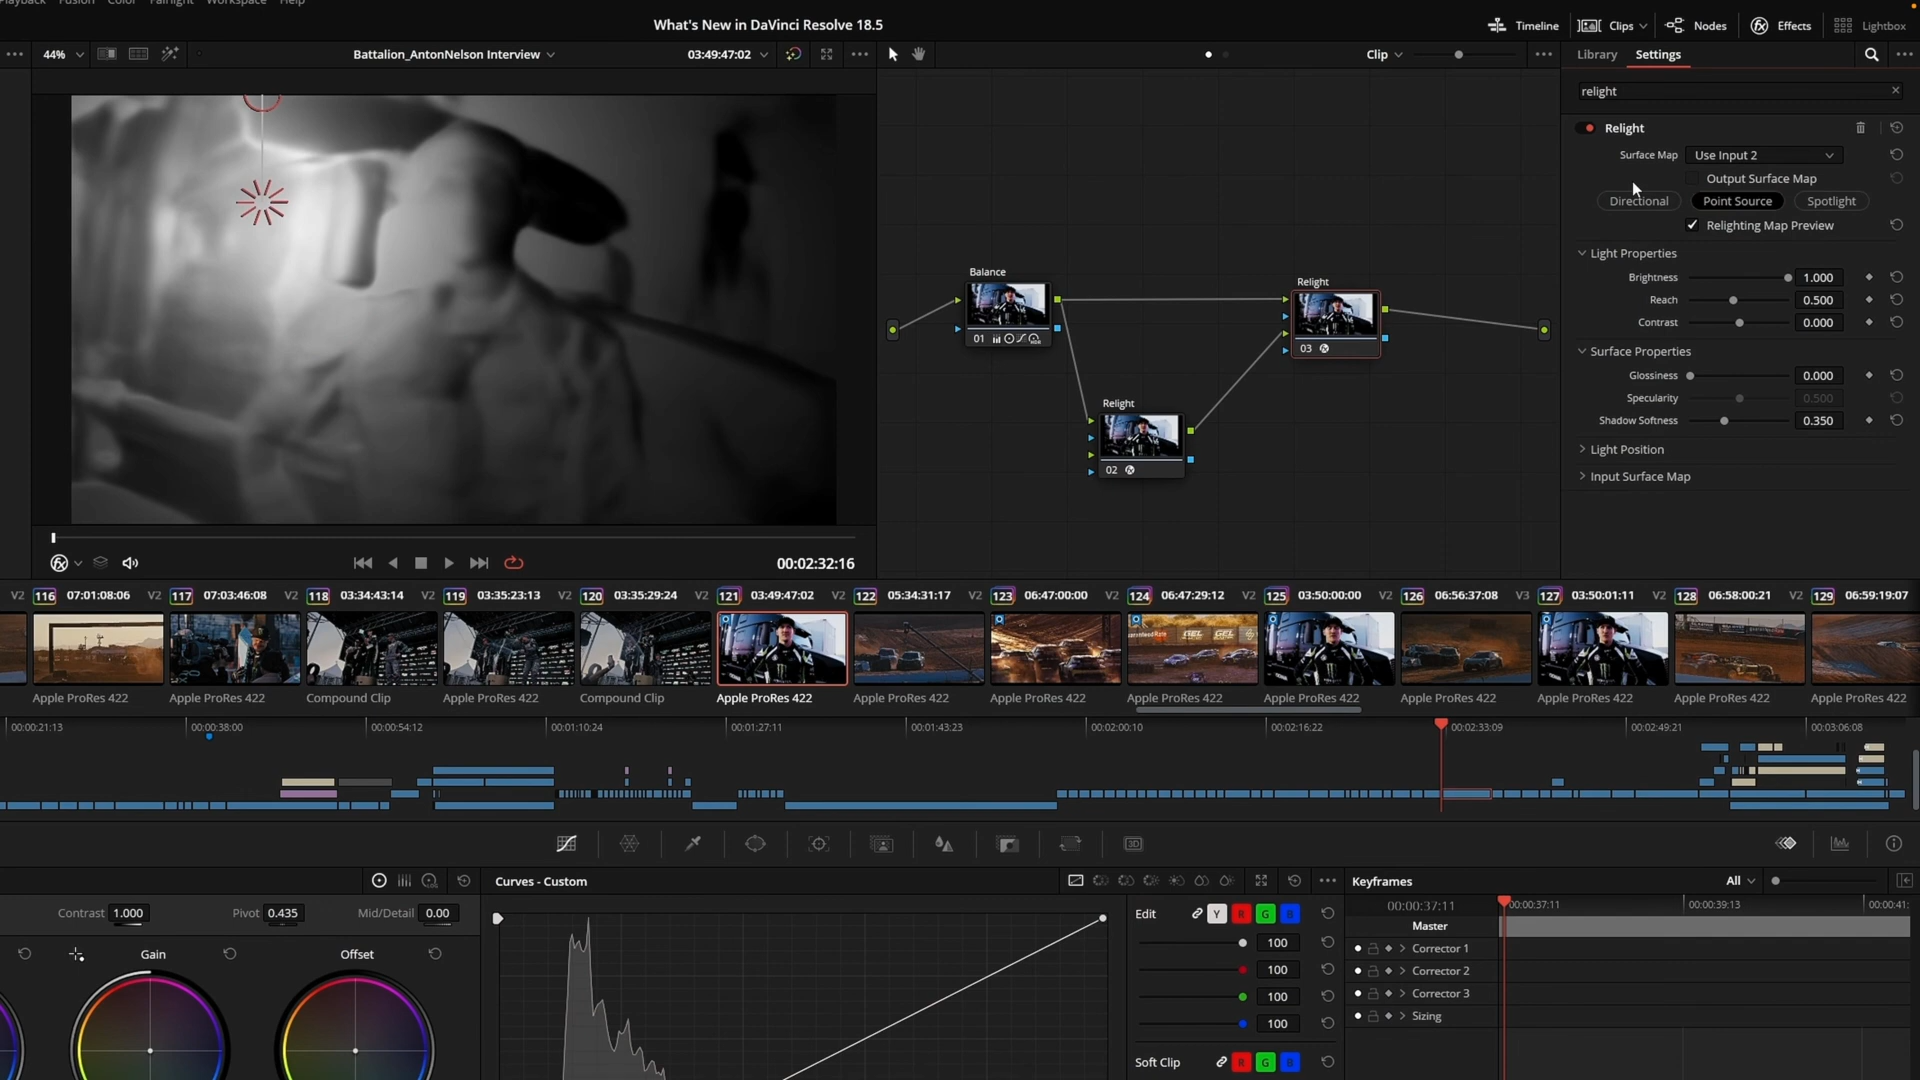 Playback Fusion Color Fairlight Workspace Help
What's New in DaVinci Resolve 18.5
Timeline Clips Nodes Effects Lightbox
44% Battalion_AntonNelson Interview 03:49:47:02 Clip Library Settings
relight
Relight
Surface Map Use Input 2
Output Surface Map
Directional Point Source Spotlight
Relighting Map Preview
Light Properties
Brightness 1.000
Reach 0.500
Contrast 0.000
Surface Properties
Glossiness 0.000
Specularity 0.500
Shadow Softness 0.350
Light Position
Input Surface Map
Balance
01
Relight
03
Relight
02
00:02:32:16
V2 116 07:01:08:06 V2 117 07:03:46:08 V2 118 03:34:43:14 V2 119 03:35:23:13 V2 120 03:35:29:24 V2 121 03:49:47:02 V2 122 05:34:31:17 V2 123 06:47:00:00 V2 124 06:47:29:12 V2 125 03:50:00:00 V2 126 06:56:37:08 V3 127 03:50:01:11 V2 128 06:58:00:21 V2 129 06:59:19:07
Apple ProRes 422 Apple ProRes 422 Compound Clip Apple ProRes 422 Compound Clip Apple ProRes 422 Apple ProRes 422 Apple ProRes 422 Apple ProRes 422 Apple ProRes 422 Apple ProRes 422 Apple ProRes 422 Apple ProRes 422 Apple ProRes 422
00:00:21:13 00:00:38:00 00:00:54:12 00:01:10:24 00:01:27:11 00:01:43:23 00:02:00:10 00:02:16:22 00:02:33:09 00:02:49:21 00:03:06:08
3D
Curves - Custom
Keyframes All
Contrast 1.000 Pivot 0.435 Mid/Detail 0.00
Gain Offset
Edit Y R G B
100
100
100
100
Soft Clip R G B
00:00:37:11 00:00:37:11 00:00:39:13 00:00:41:
Master
Corrector 1
Corrector 2
Corrector 3
Sizing